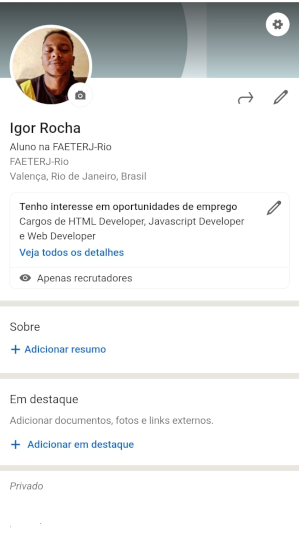 Igor Rocha
Aluno na FAETERJ-Rio
FAETERJ-Rio
Valença, Rio de Janeiro, Brasil
Tenho interesse em oportunidades de emprego
Cargos de HTML Developer, Javascript Developer
e Web Developer
Veja todos os detalhes
Apenas recrutadores
Sobre
+ Adicionar resumo
Em destaque
Adicionar documentos, fotos e links externos.
+ Adicionar em destaque
Privado